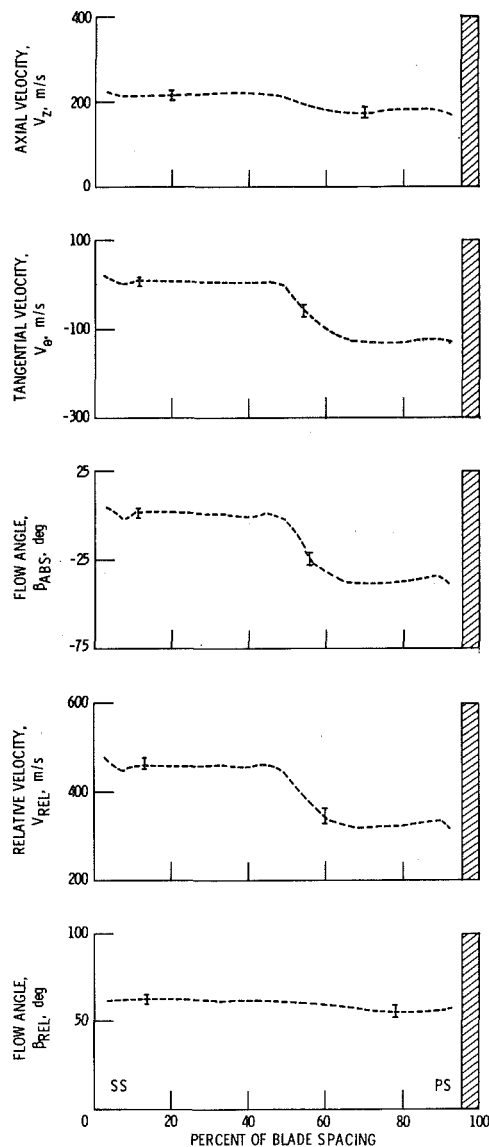 AXIAL VELOCITY,
V_Z, m/s
400
200
0
TANGENTIAL VELOCITY,
V_θ, m/s
100
-100
-300
FLOW ANGLE,
β_ABS, deg
25
-25
-75
RELATIVE VELOCITY,
V_REL, m/s
600
400
200
FLOW ANGLE,
β_REL, deg
100
50
SS
PS
0 20 40 60 80 100
PERCENT OF BLADE SPACING